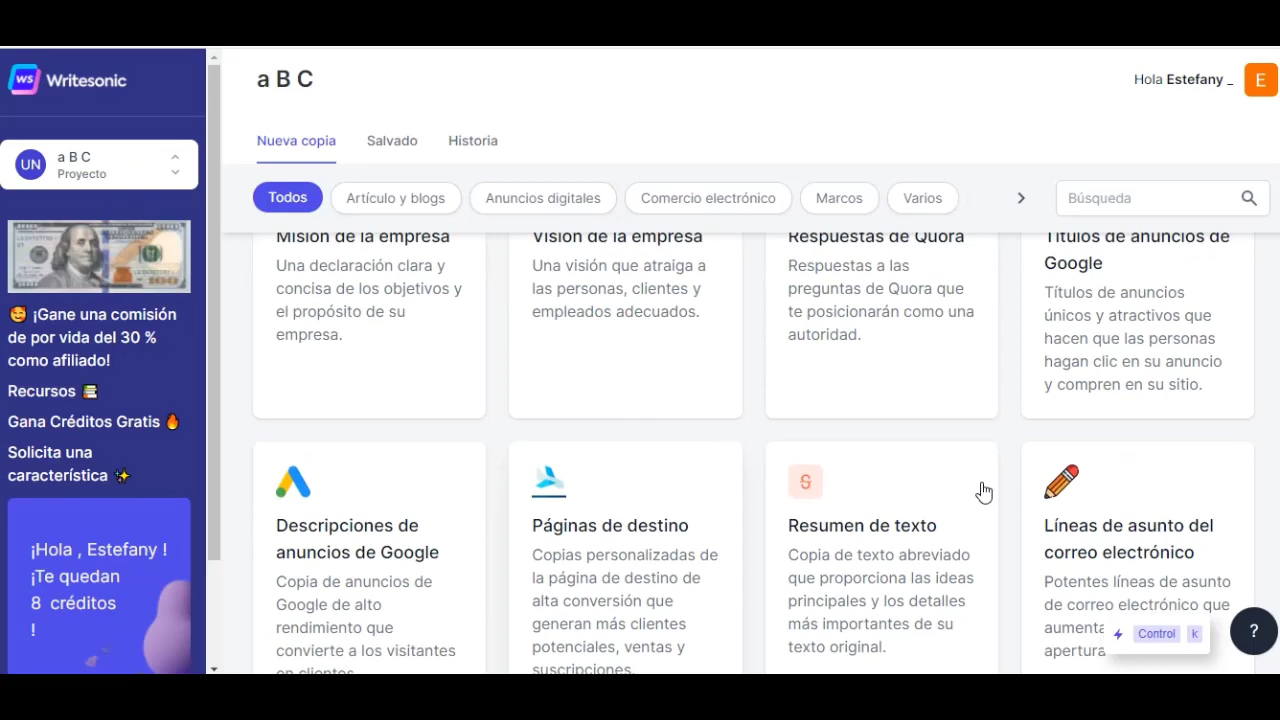 ws Writesonic
UN
a B C
Proyecto
🥰 ¡Gane una comisión
de por vida del 30 %
como afiliado!
Recursos
Gana Créditos Gratis 🔥
Solicita una
característica ✨
¡Hola , Estefany !
¡Te quedan
8 créditos
!
a B C
Hola Estefany _
E
Nueva copia Salvado Historia
Todos Artículo y blogs Anuncios digitales Comercio electrónico Marcos Varios Búsqueda
Misión de la empresa
Una declaración clara y
concisa de los objetivos y
el propósito de su
empresa.
Visión de la empresa
Una visión que atraiga a
las personas, clientes y
empleados adecuados.
Respuestas de Quora
Respuestas a las
preguntas de Quora que
te posicionarán como una
autoridad.
Títulos de anuncios de
Google
Títulos de anuncios
únicos y atractivos que
hacen que las personas
hagan clic en su anuncio
y compren en su sitio.
Descripciones de
anuncios de Google
Copia de anuncios de
Google de alto
rendimiento que
convierte a los visitantes
en clientes.
Páginas de destino
Copias personalizadas de
la página de destino de
alta conversión que
generan más clientes
potenciales, ventas y
suscripciones.
Resumen de texto
Copia de texto abreviado
que proporciona las ideas
principales y los detalles
más importantes de su
texto original.
Líneas de asunto del
correo electrónico
Potentes líneas de asunto
de correo electrónico que
aumenta
apertura
Control k
?